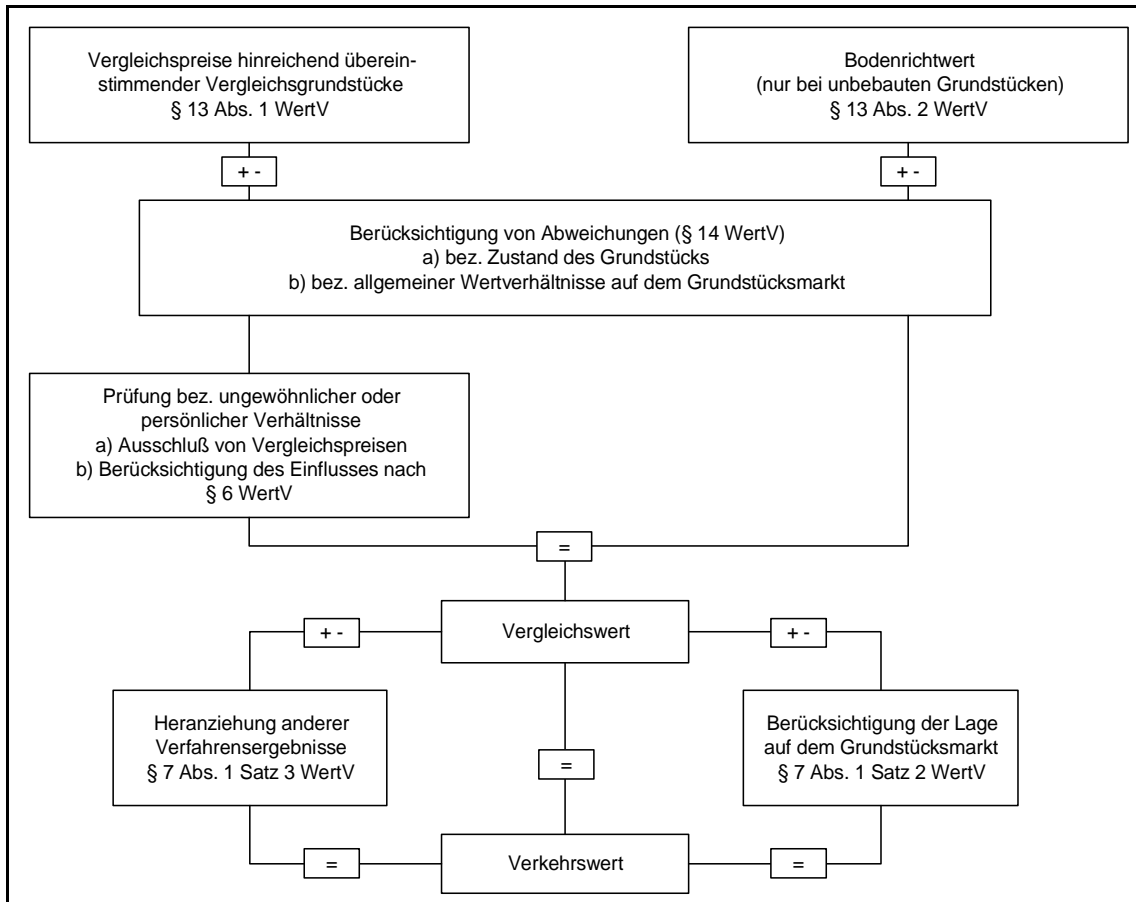 Vergleichspreise hinreichend überein-
stimmender Vergleichsgrundstücke
§ 13 Abs. 1 WertV
Bodenrichtwert
(nur bei unbebauten Grundstücken)
§ 13 Abs. 2 WertV
+ -
+ -
Berücksichtigung von Abweichungen (§ 14 WertV)
a) bez. Zustand des Grundstücks
b) bez. allgemeiner Wertverhältnisse auf dem Grundstücksmarkt
Prüfung bez. ungewöhnlicher oder
persönlicher Verhältnisse
a) Ausschluß von Vergleichspreisen
b) Berücksichtigung des Einflusses nach
§ 6 WertV
=
+ -
Vergleichswert
+ -
Heranziehung anderer
Verfahrensergebnisse
§ 7 Abs. 1 Satz 3 WertV
=
Berücksichtigung der Lage
auf dem Grundstücksmarkt
§ 7 Abs. 1 Satz 2 WertV
=
Verkehrswert
=